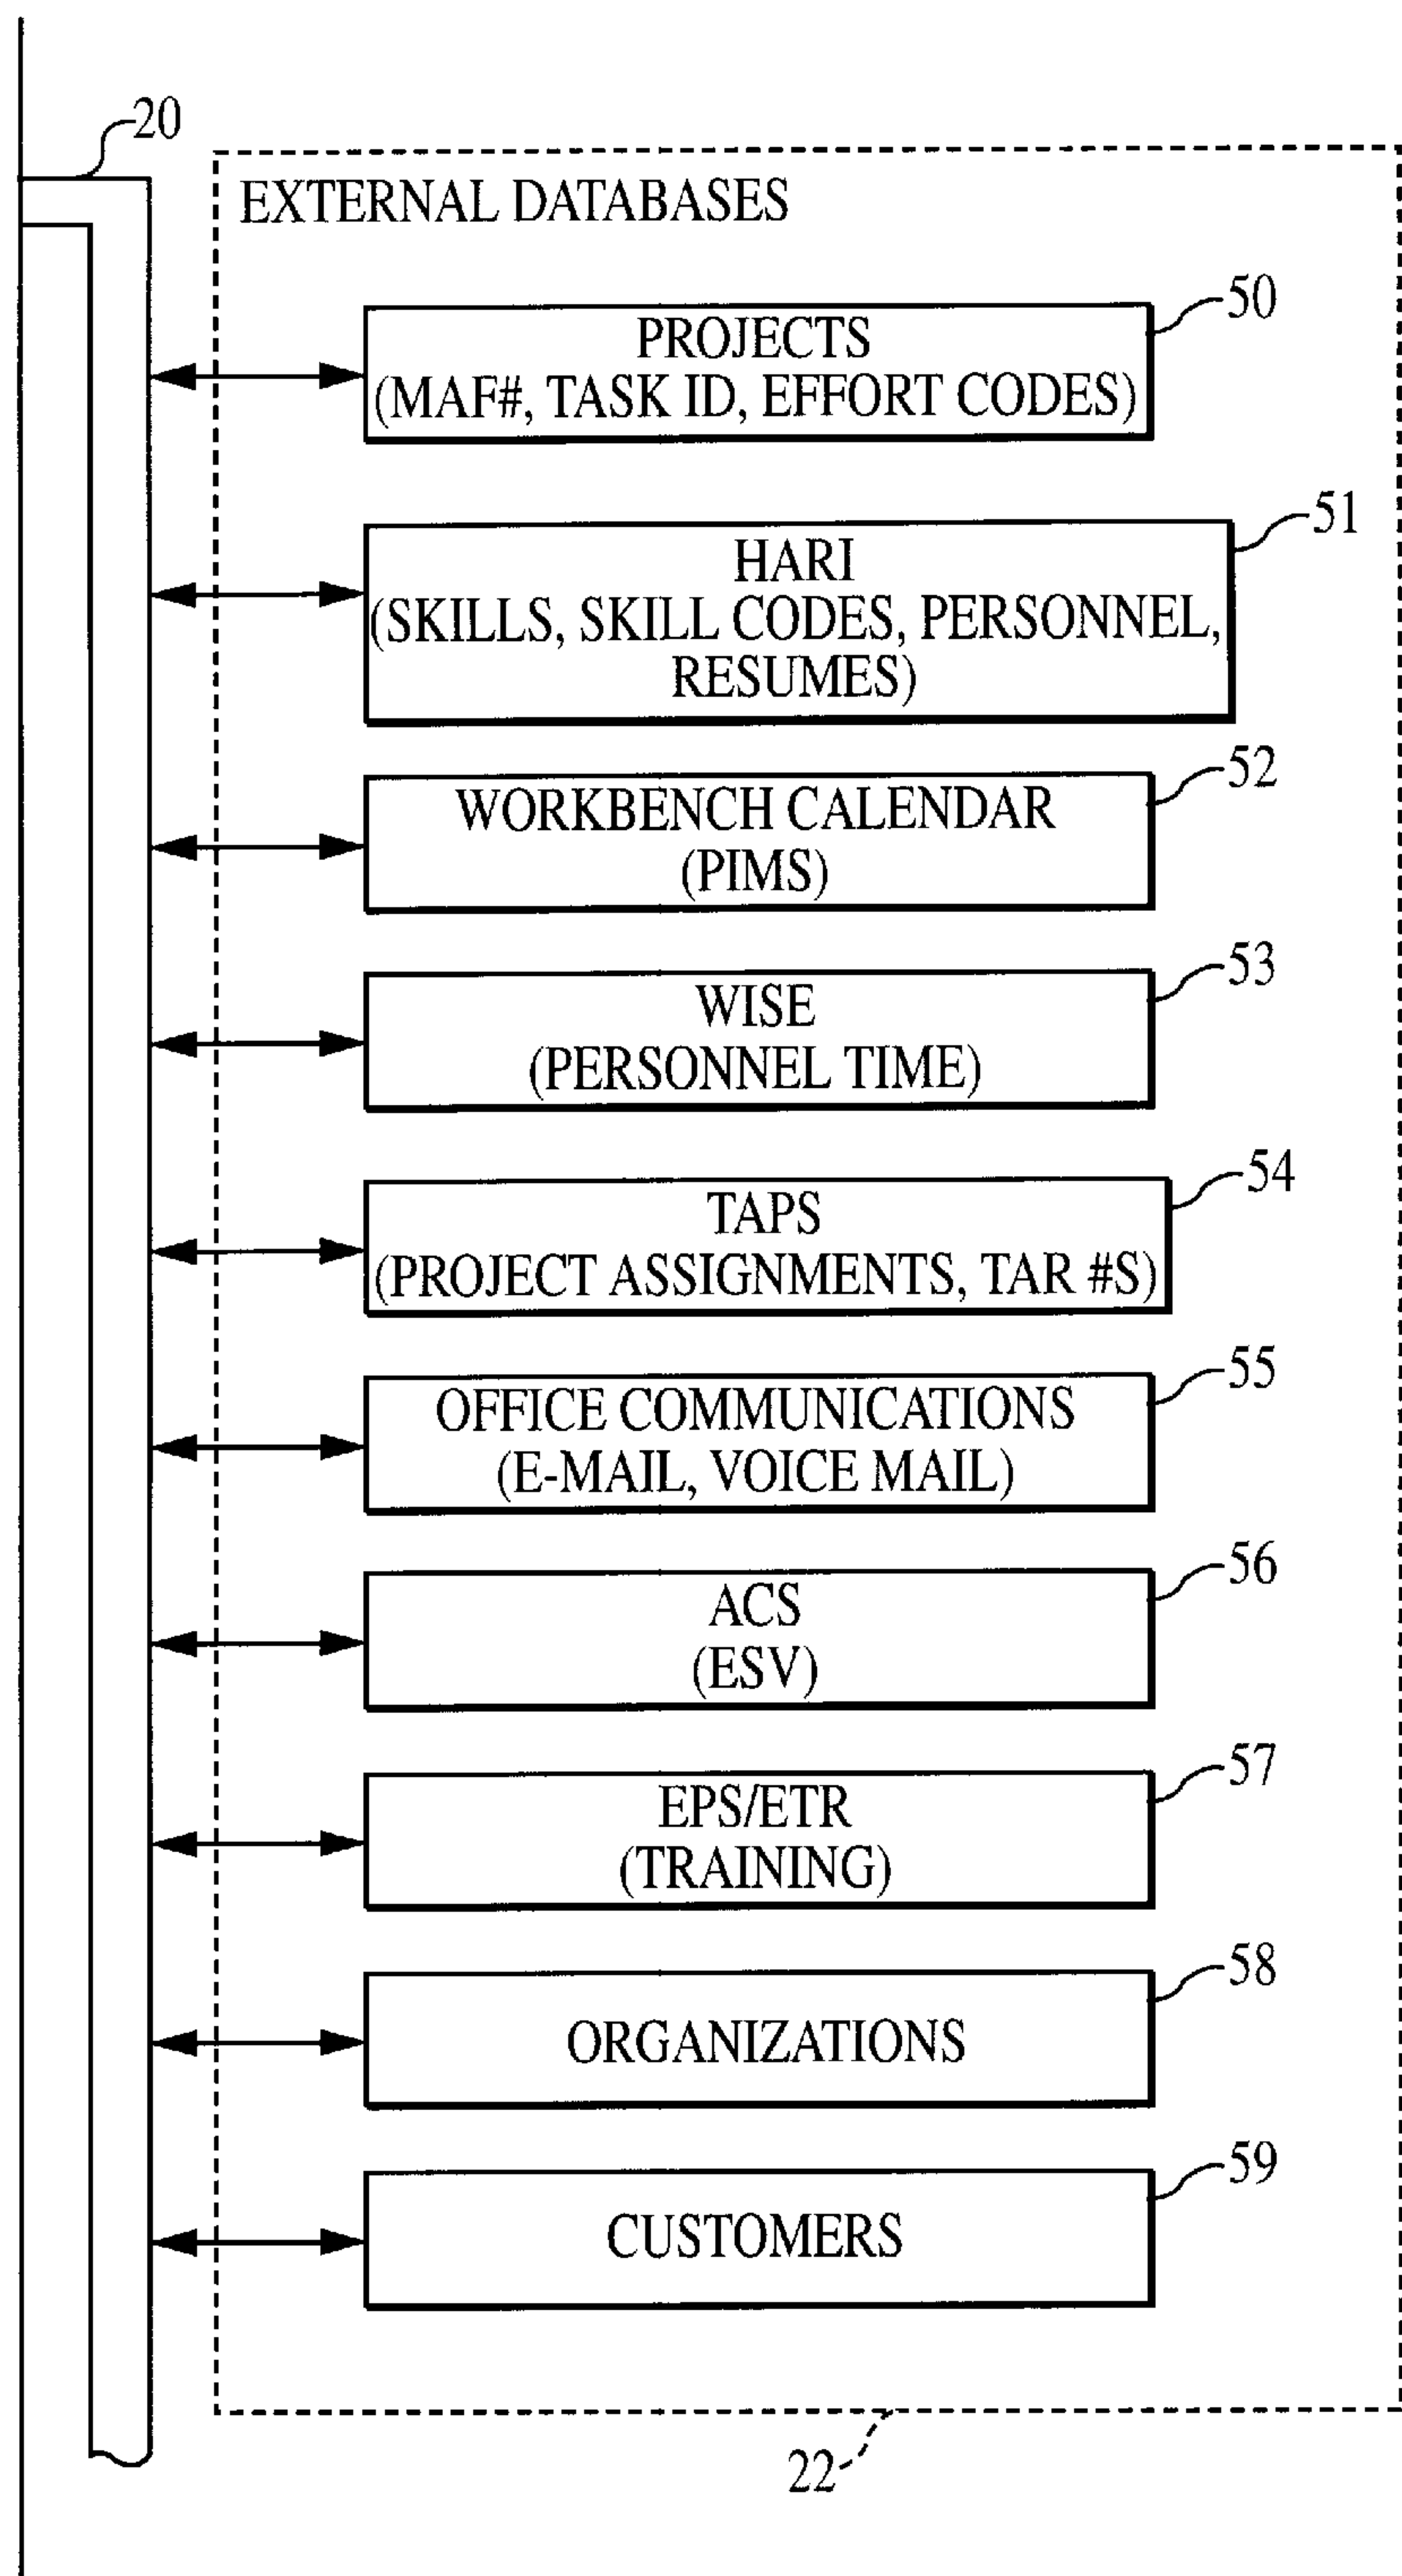 20
EXTERNAL DATABASES
50
PROJECTS
(MAF#, TASK ID, EFFORT CODES)
51
HARI
(SKILLS, SKILL CODES, PERSONNEL,
RESUMES)
52
WORKBENCH CALENDAR
(PIMS)
53
WISE
(PERSONNEL TIME)
54
TAPS
(PROJECT ASSIGNMENTS, TAR #S)
55
OFFICE COMMUNICATIONS
(E-MAIL, VOICE MAIL)
56
ACS
(ESV)
57
EPS/ETR
(TRAINING)
58
ORGANIZATIONS
59
CUSTOMERS
22